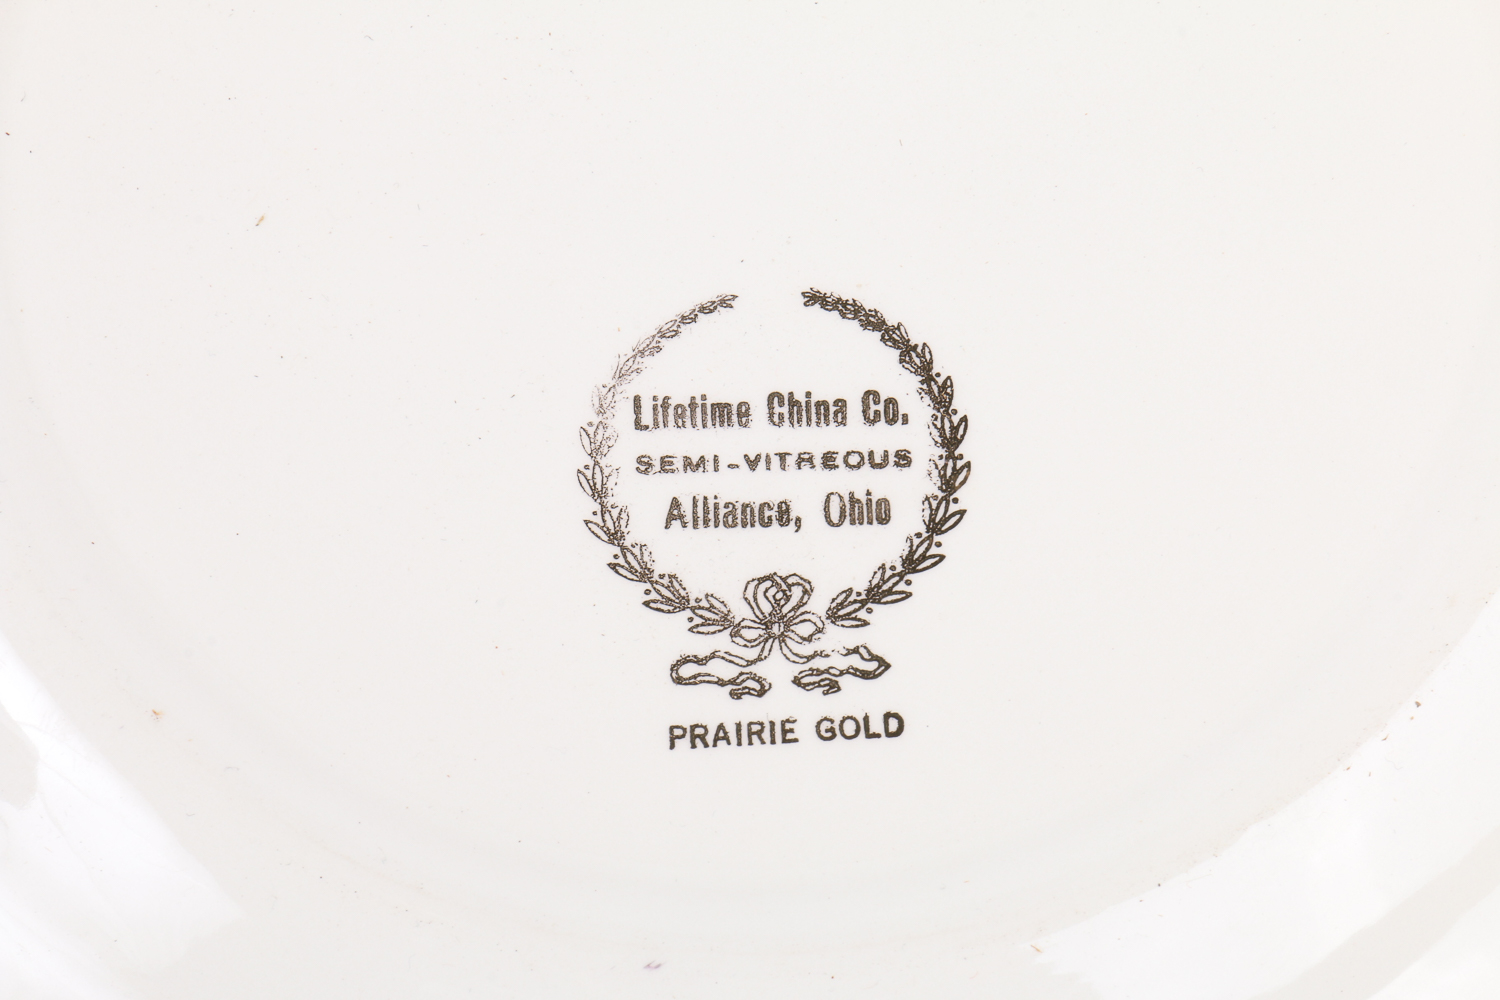 Lifetime China Co.
SEMI-VITREOUS
Alliance, Ohio
PRAIRIE GOLD